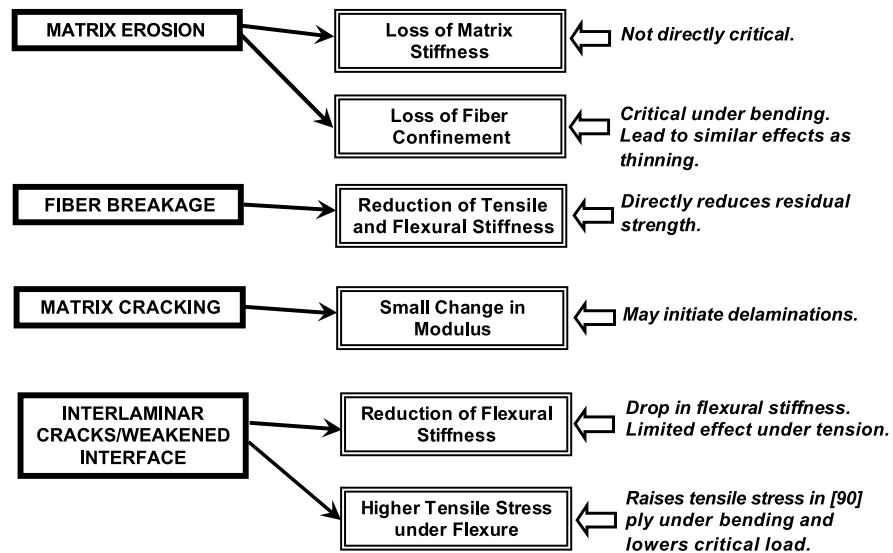 MATRIX EROSION
Loss of Matrix
Stiffness
Not directly critical.
Loss of Fiber
Confinement
Critical under bending.
Lead to similar effects as
thinning.
FIBER BREAKAGE
Reduction of Tensile
and Flexural Stiffness
Directly reduces residual
strength.
MATRIX CRACKING
Small Change in
Modulus
May initiate delaminations.
INTERLAMINAR
CRACKS/WEAKENED
INTERFACE
Reduction of Flexural
Stiffness
Drop in flexural stiffness.
Limited effect under tension.
Higher Tensile Stress
under Flexure
Raises tensile stress in [90]
ply under bending and
lowers critical load.